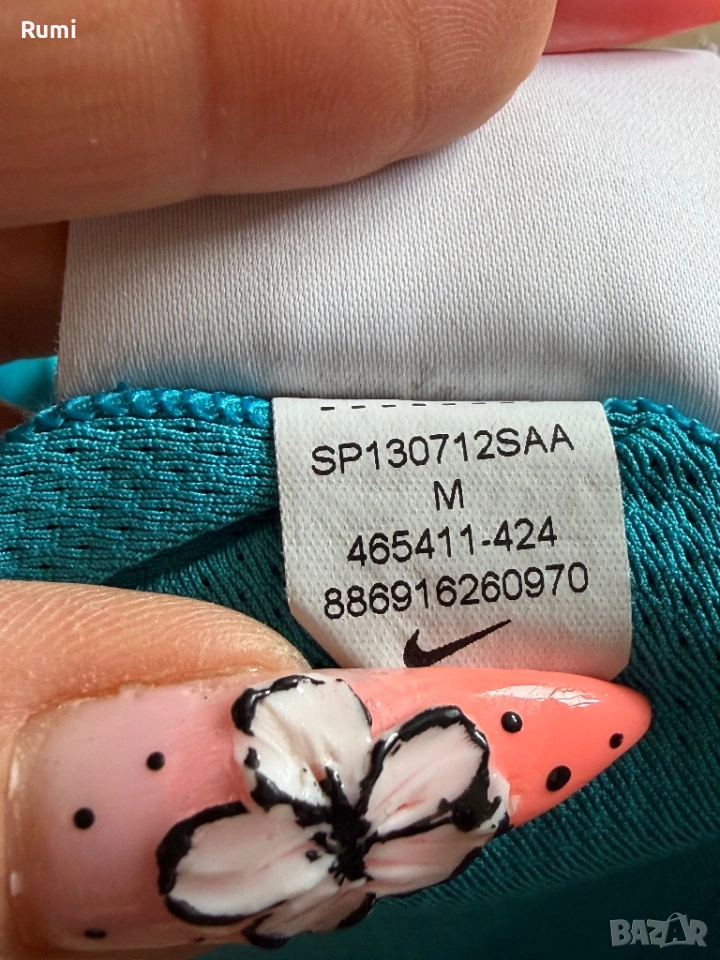 Rumi
SP130712SAA
M
465411-424
886916260970
BAZAR